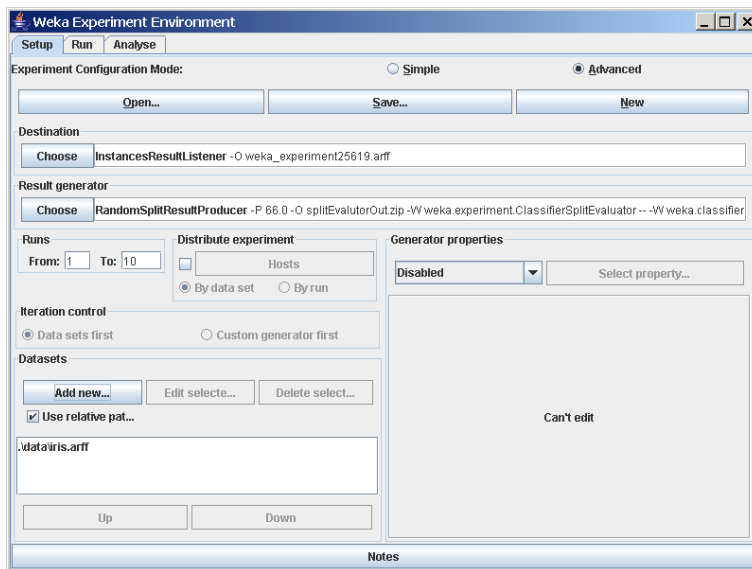 Weka Experiment Environment
Setup Run Analyse
Experiment Configuration Mode: Simple Advanced
Open... Save... New
Destination
Choose InstancesResultListener -O weka_experiment25619.arff
Result generator
Choose RandomSplitResultProducer -P 66.0 -O splitEvalutorOut.zip -W weka.experiment.ClassifierSplitEvaluator -- -W weka.classifier
Runs Distribute experiment Generator properties
From: 1 To: 10 Hosts Disabled Select property...
By data set By run
Iteration control
Data sets first Custom generator first
Datasets
Add new... Edit selecte... Delete select...
Use relative pat... Can't edit
.\data\iris.arff
Up Down
Notes